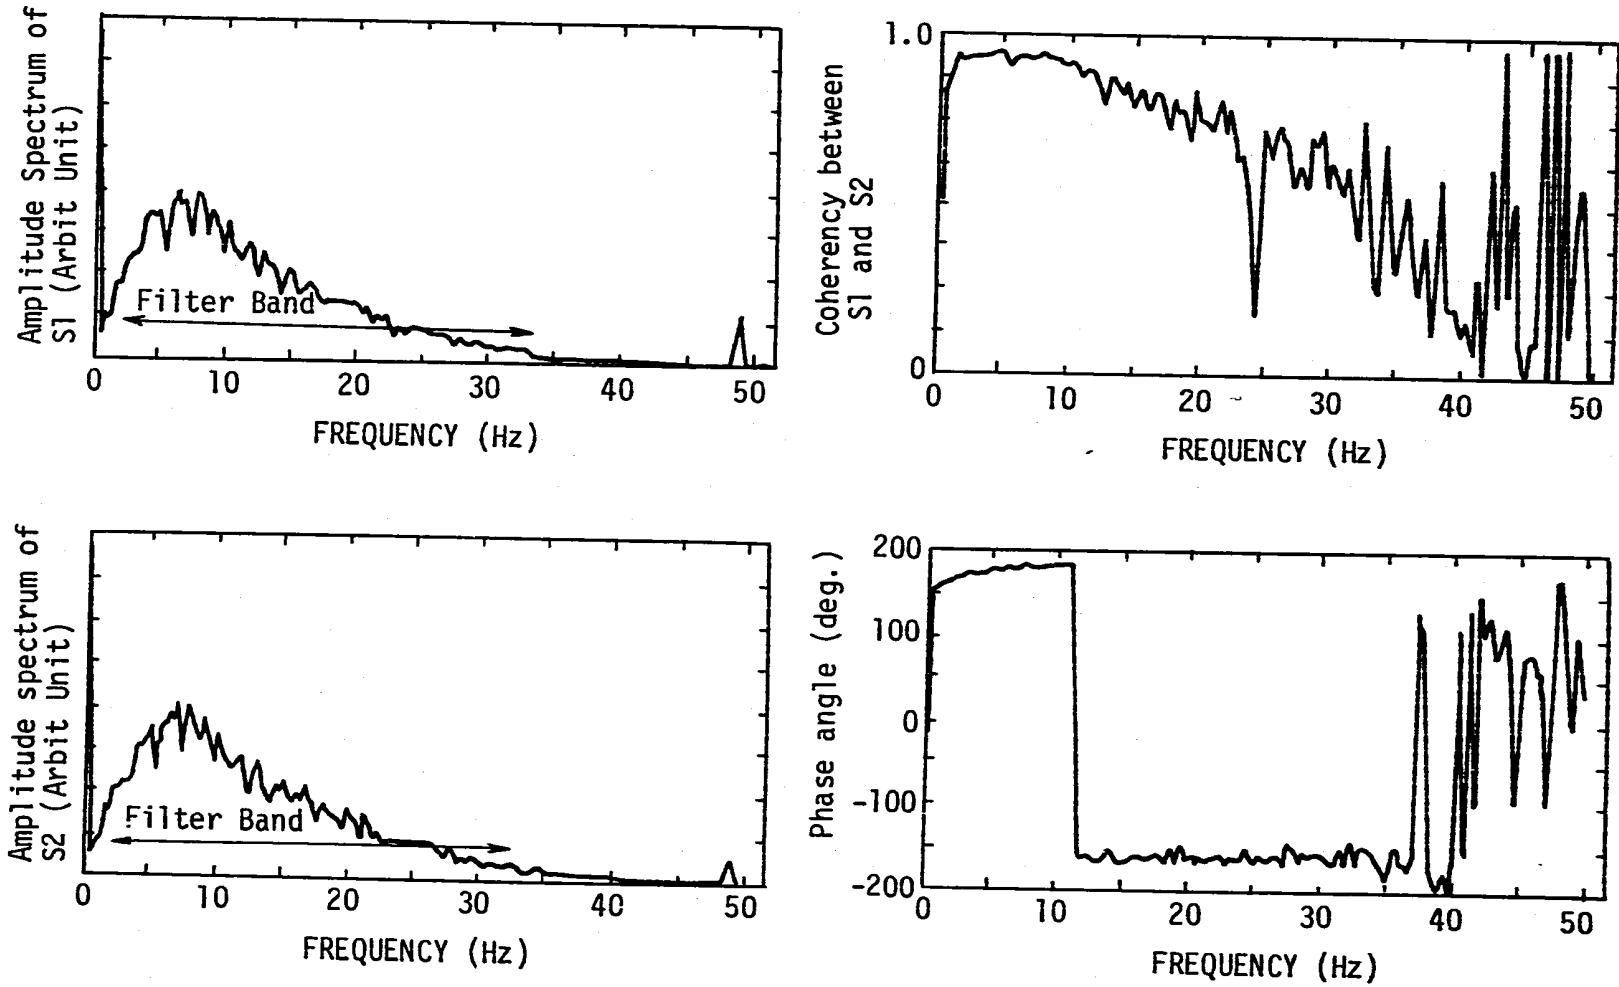 Amplitude Spectrum of
S1 (Arbit Unit)
Filter Band
0 10 20 30 40 50
FREQUENCY (Hz)
Coherency between
S1 and S2
1.0
0
0 10 20 30 40 50
FREQUENCY (Hz)
Amplitude spectrum of
S2 (Arbit Unit)
Filter Band
0 10 20 30 40 50
FREQUENCY (Hz)
Phase angle (deg.)
200
100
0
-100
-200
0 10 20 30 40 50
FREQUENCY (Hz)